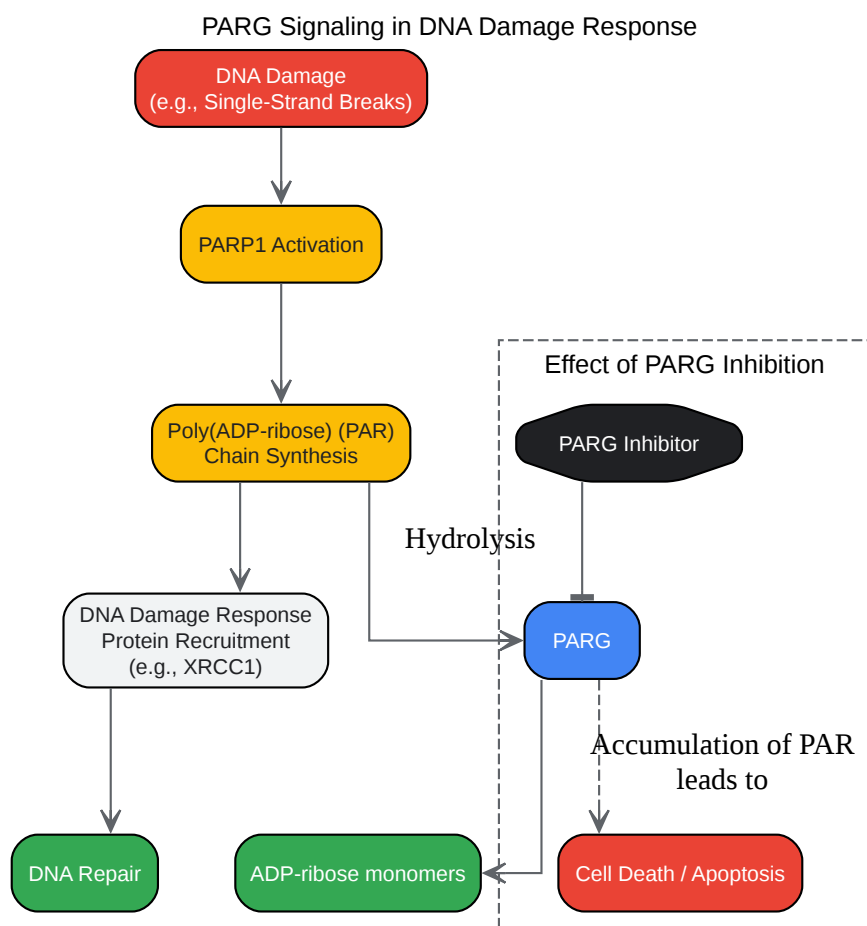 PARG Signaling in DNA Damage Response
DNA Damage
(e.g., Single-Strand Breaks)
PARP1 Activation
Effect of PARG Inhibition
Poly(ADP-ribose) (PAR)
Chain Synthesis
PARG Inhibitor
Hydrolysis
DNA Damage Response
Protein Recruitment
(e.g., XRCC1)
PARG
Accumulation of PAR
leads to
DNA Repair
ADP-ribose monomers
Cell Death / Apoptosis